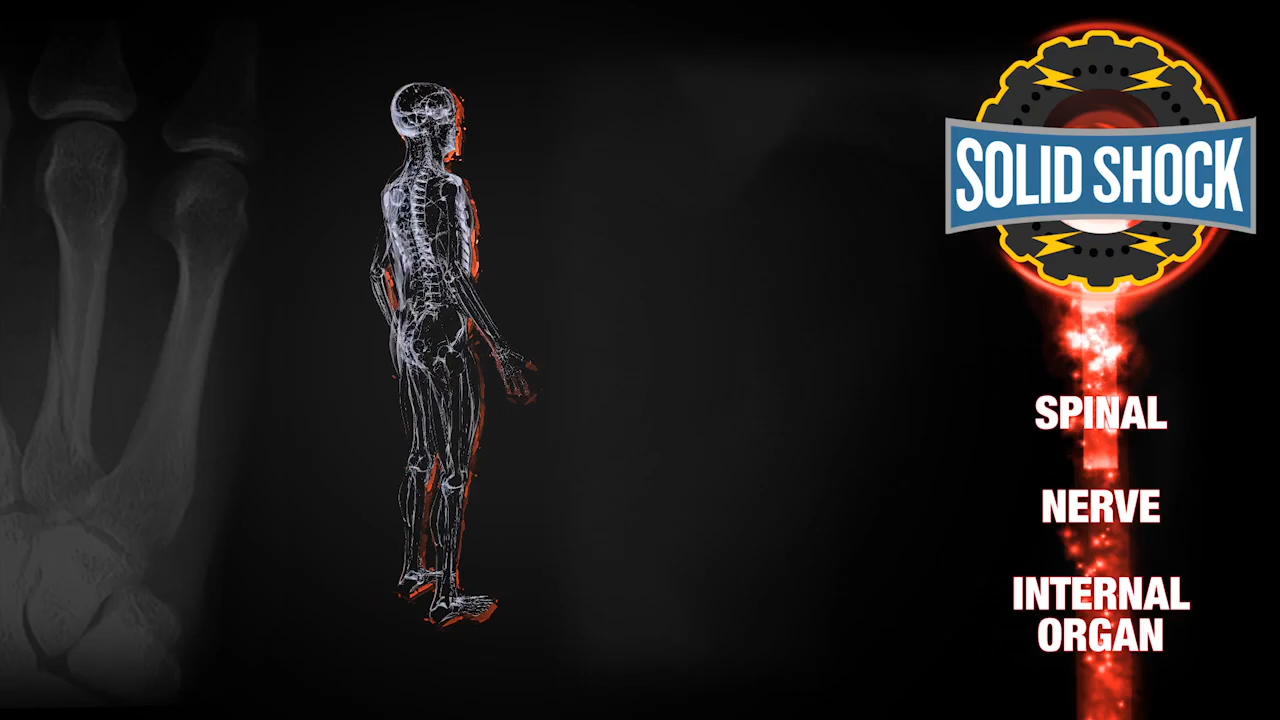 SOLID SHOCK
SPINAL
NERVE
INTERNAL
ORGAN